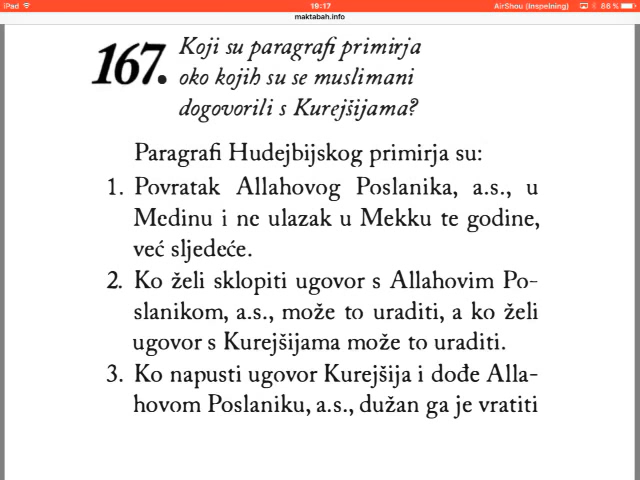 iPad
19:17
AirShou (Inspelning)
86 %
maktabah.info
167. Koji su paragrafi primirja
oko kojih su se muslimani
dogovorili s Kurejšijama?
Paragrafi Hudejbijskog primirja su:
1. Povratak Allahovog Poslanika, a.s., u
Medinu i ne ulazak u Mekku te godine,
već sljedeće.
2. Ko želi sklopiti ugovor s Allahovim Po-
slanikom, a.s., može to uraditi, a ko želi
ugovor s Kurejšijama može to uraditi.
3. Ko napusti ugovor Kurejšija i dođe Alla-
hovom Poslaniku, a.s., dužan ga je vratiti